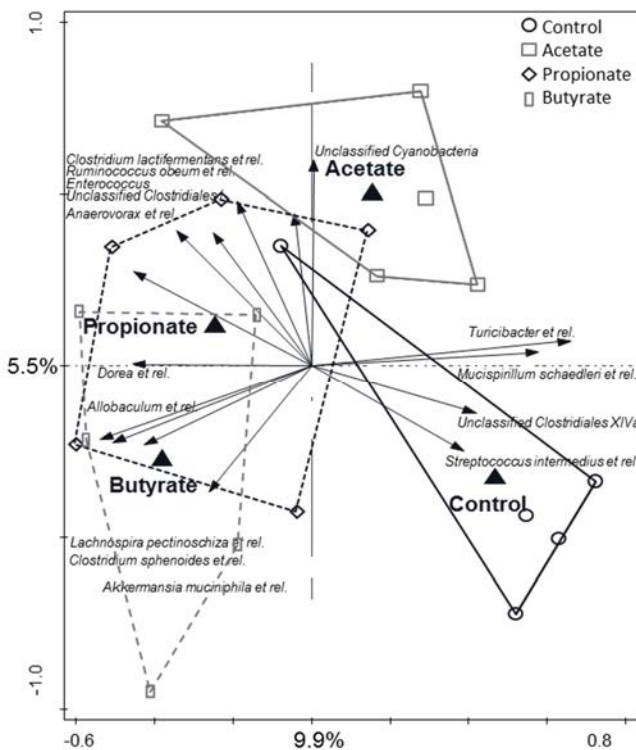 1.0
Control
Acetate
Propionate
Butyrate
Unclassified Cyanobacteria
Clostridium lactifermentans et rel.
Ruminococcus obeum et rel.
Enterococcus
Unclassified Clostridiales
Anaerovorax et rel.
Acetate
Propionate
Turicibacter et rel.
5.5%
Dorea et rel.
Mucispirillum schaedleri et rel.
Allobaculum et rel.
Unclassified Clostridiales XIVa
Streptococcus intermedius et rel
Butyrate
Control
Lachnospira pectinoschiza et rel.
Clostridium sphenoides et rel.
Akkermansia muciniphila et rel.
-1.0
-0.6
9.9%
0.8